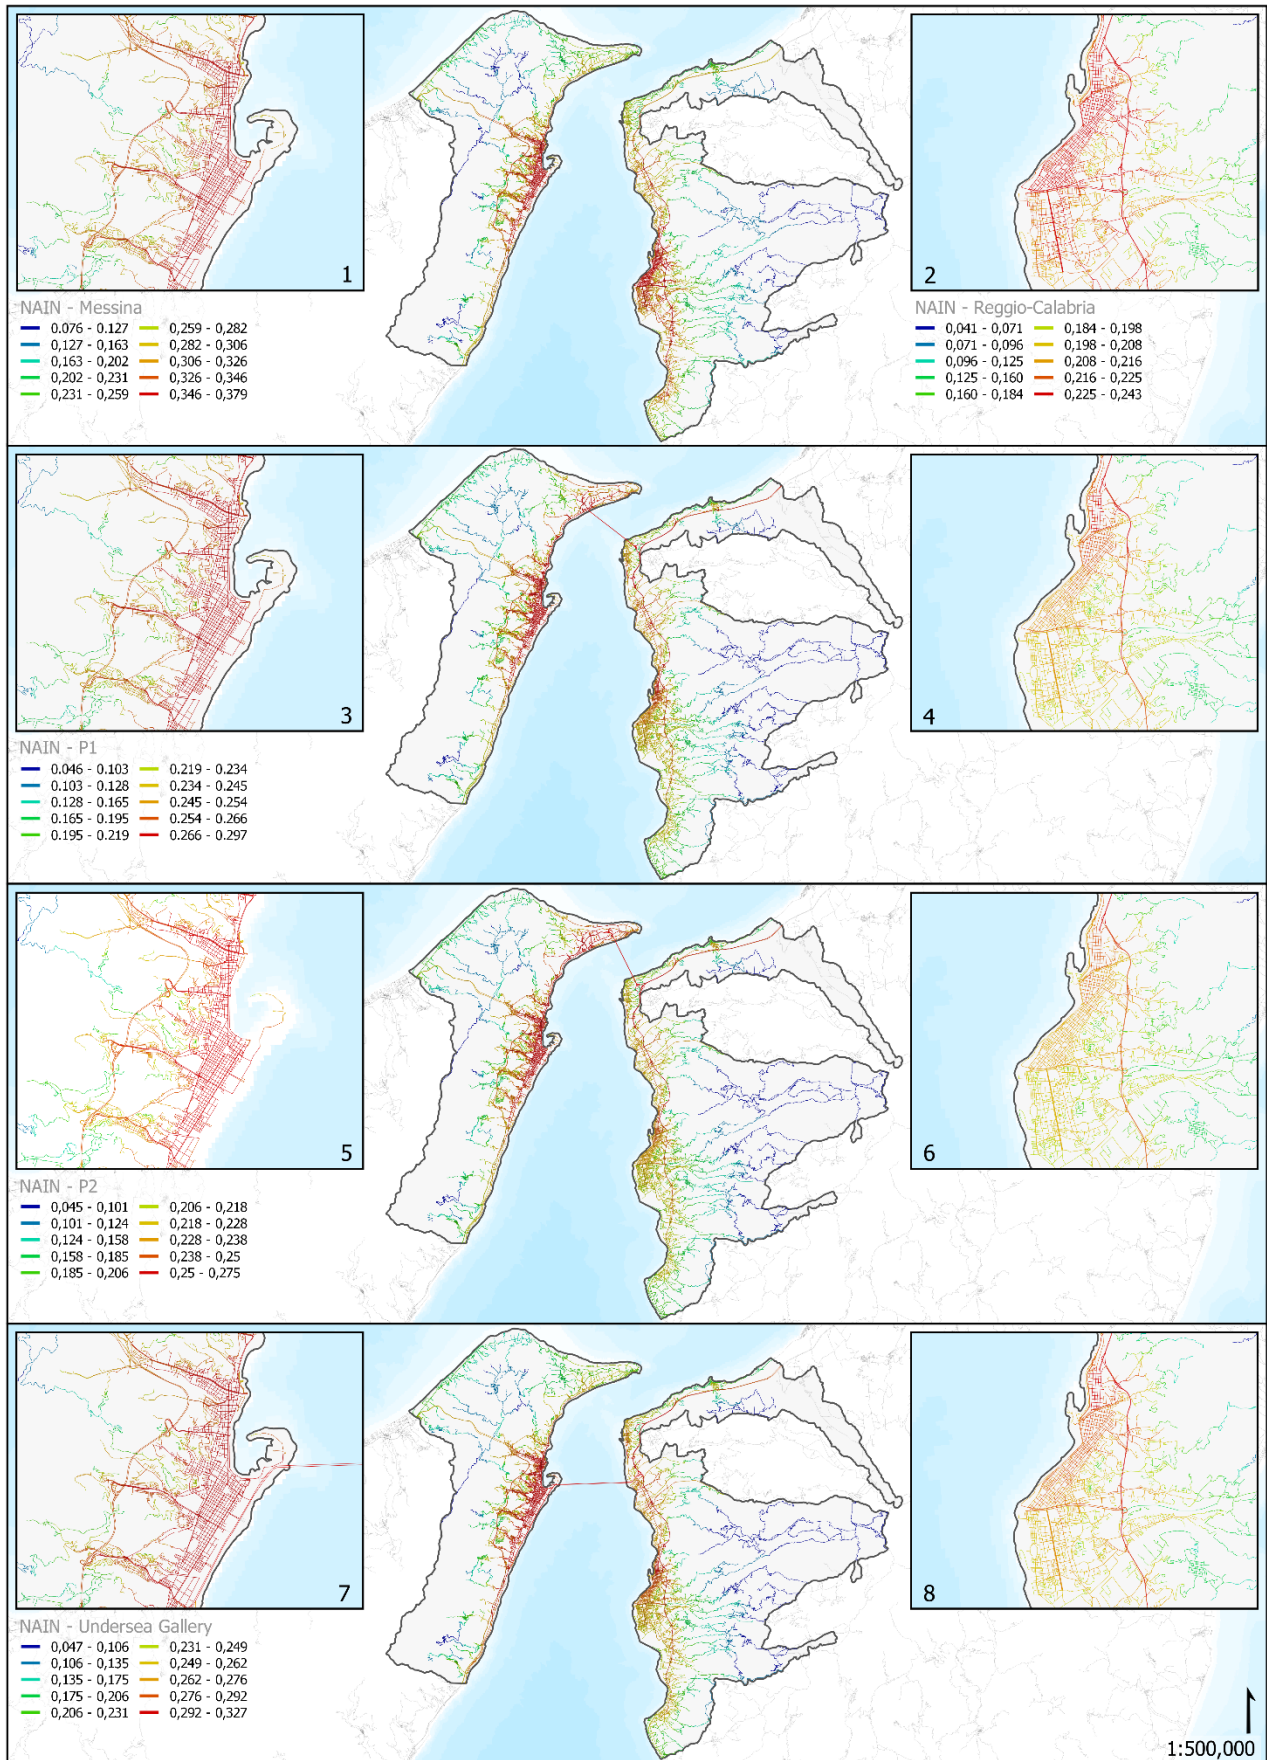 1
2
NAIN - Messina
0.076 - 0.127 0,259 - 0,282
0,127 - 0,163 0,282 - 0,306
0,163 - 0,202 0,306 - 0,326
0,202 - 0,231 0,326 - 0,346
0,231 - 0,259 0,346 - 0,379
NAIN - Reggio-Calabria
0,041 - 0,071 0,184 - 0,198
0,071 - 0,096 0,198 - 0,208
0,096 - 0,125 0,208 - 0,216
0,125 - 0,160 0,216 - 0,225
0,160 - 0,184 0,225 - 0,243
3
4
NAIN - P1
0.046 - 0.103 0.219 - 0.234
0.103 - 0.128 0.234 - 0.245
0.128 - 0.165 0.245 - 0.254
0.165 - 0.195 0.254 - 0.266
0.195 - 0.219 0.266 - 0.297
5
6
NAIN - P2
0,045 - 0,101 0,206 - 0,218
0,101 - 0,124 0,218 - 0,228
0,124 - 0,158 0,228 - 0,238
0,158 - 0,185 0,238 - 0,25
0,185 - 0,206 0,25 - 0,275
7
8
NAIN - Undersea Gallery
0,047 - 0,106 0,231 - 0,249
0,106 - 0,135 0,249 - 0,262
0,135 - 0,175 0,262 - 0,276
0,175 - 0,206 0,276 - 0,292
0,206 - 0,231 0,292 - 0,327
1:500,000